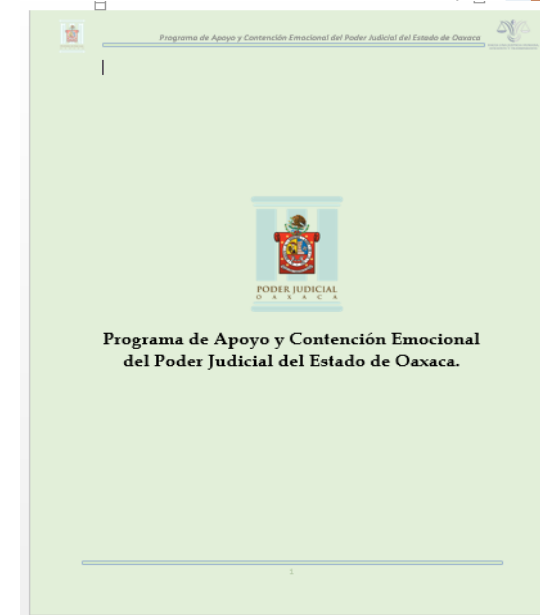 Programa de Apoyo y Contención Emocional del Poder Judicial del Estado de Oaxaca
PODER JUDICIAL
OAXACA
Programa de Apoyo y Contención Emocional
del Poder Judicial del Estado de Oaxaca.
1